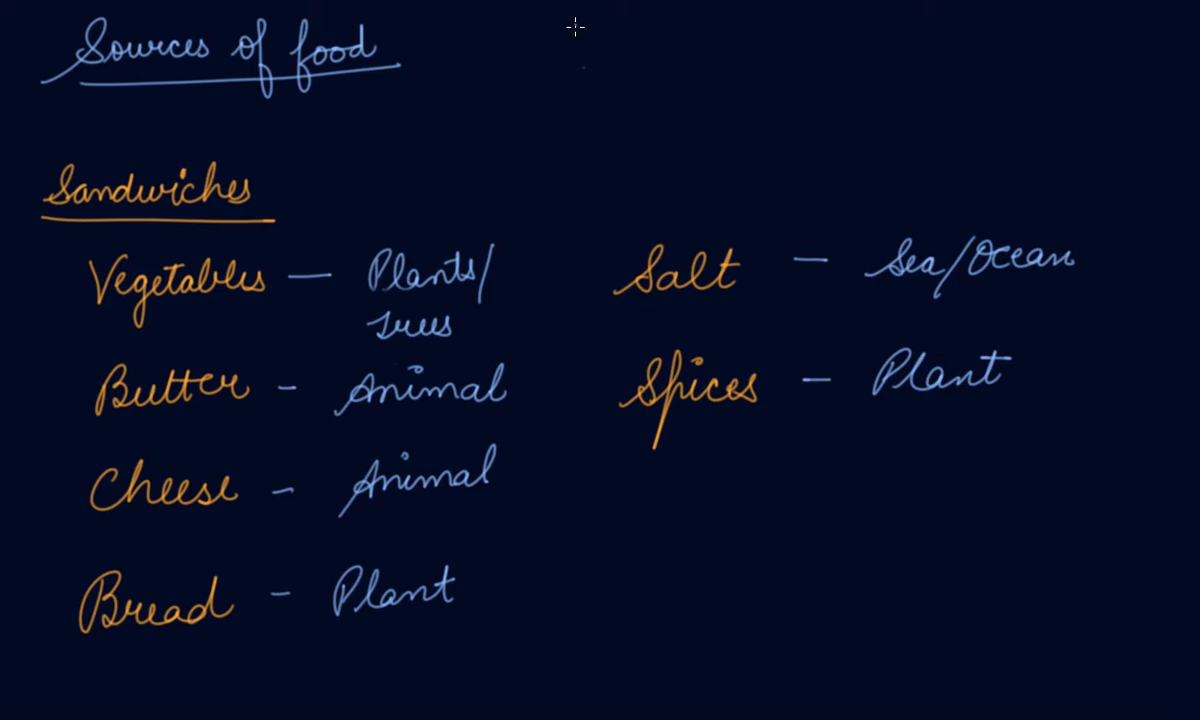 Sources of food
Sandwiches
Vegetables — Plants/
Trees
Butter - Animal
Cheese - Animal
Bread - Plant
Salt — Sea/Ocean
Spices — Plant